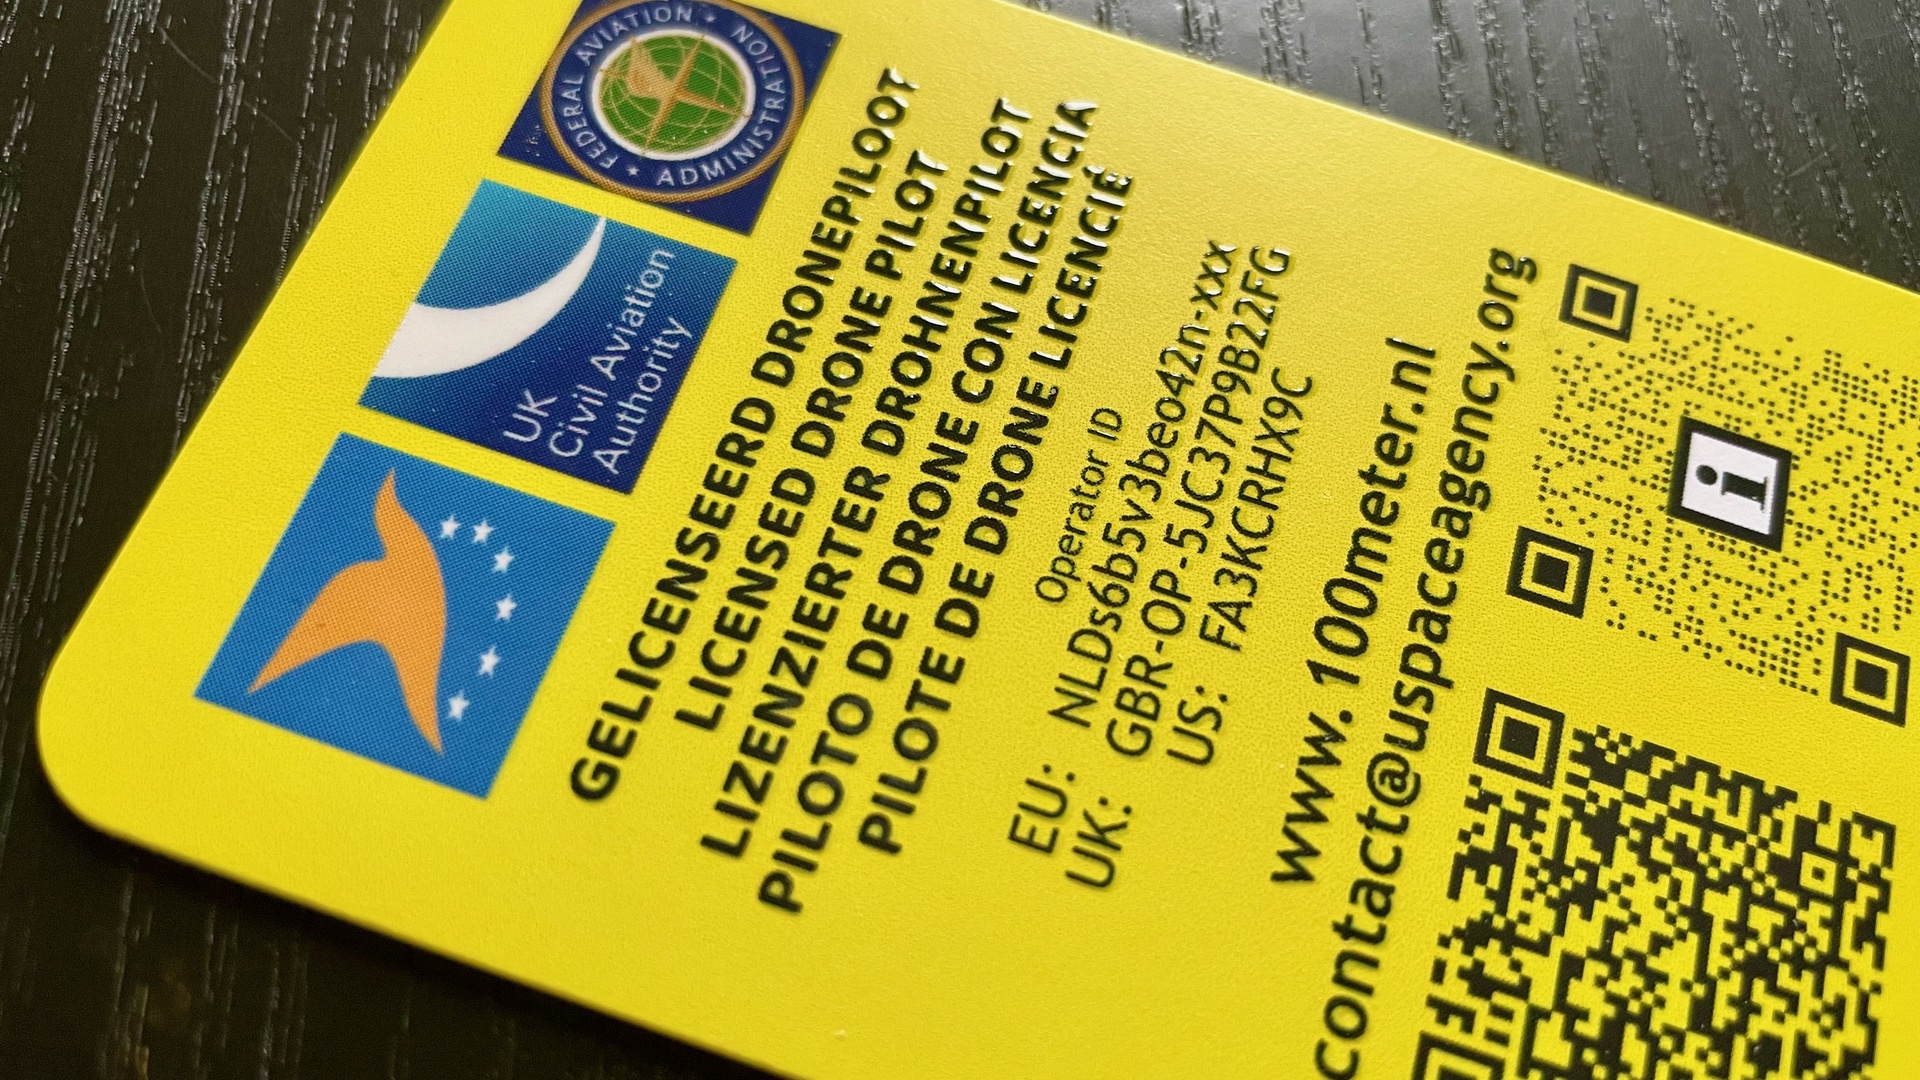 FEDERAL AVIATION ADMINISTRATION
UK
Civil Aviation
Authority
GELICENSEERD DRONEPILOOT
LICENSED DRONE PILOT
LIZENZIERTER DROHNENPILOT
PILOTO DE DRONE CON LICENCIA
PILOTE DE DRONE LICENCIÉ
Operator ID
EU: NLDs6b5v3beo42n-xxx
UK: GBR-OP-5JC37P9B22FG
US: FA3KCRHX9C
www.100meter.nl
contact@uspaceagency.org
i